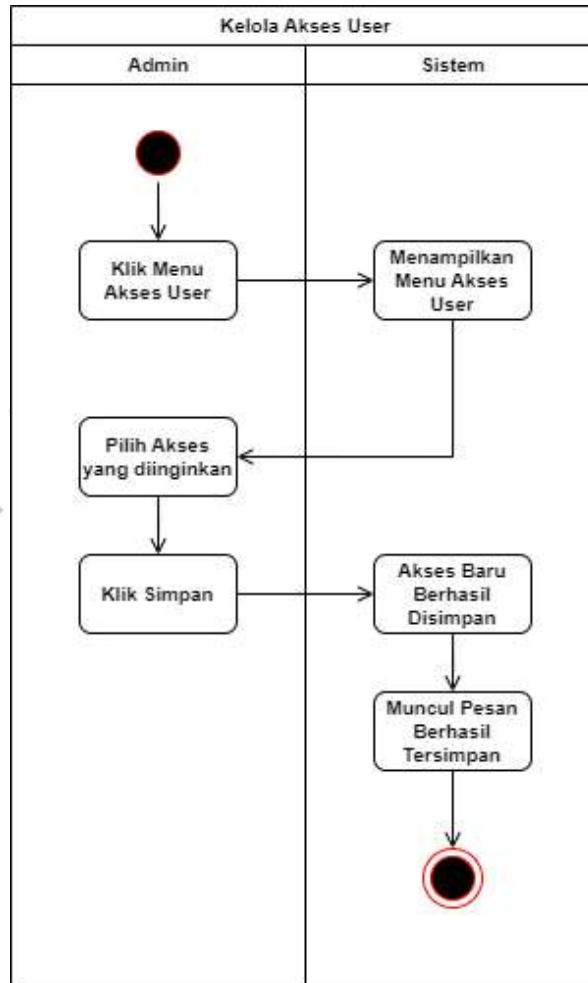 Kelola Akses User
Admin
Sistem
Klik Menu
Akses User
Menampilkan
Menu Akses
User
Pilih Akses
yang diinginkan
Klik Simpan
Akses Baru
Berhasil
Disimpan
Muncul Pesan
Berhasil
Tersimpan